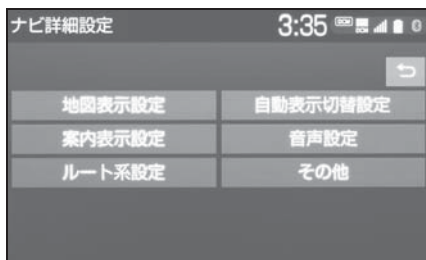 ナビ詳細設定 3:35
地図表示設定 自動表示切替設定
案内表示設定 音声設定
ルート系設定 その他